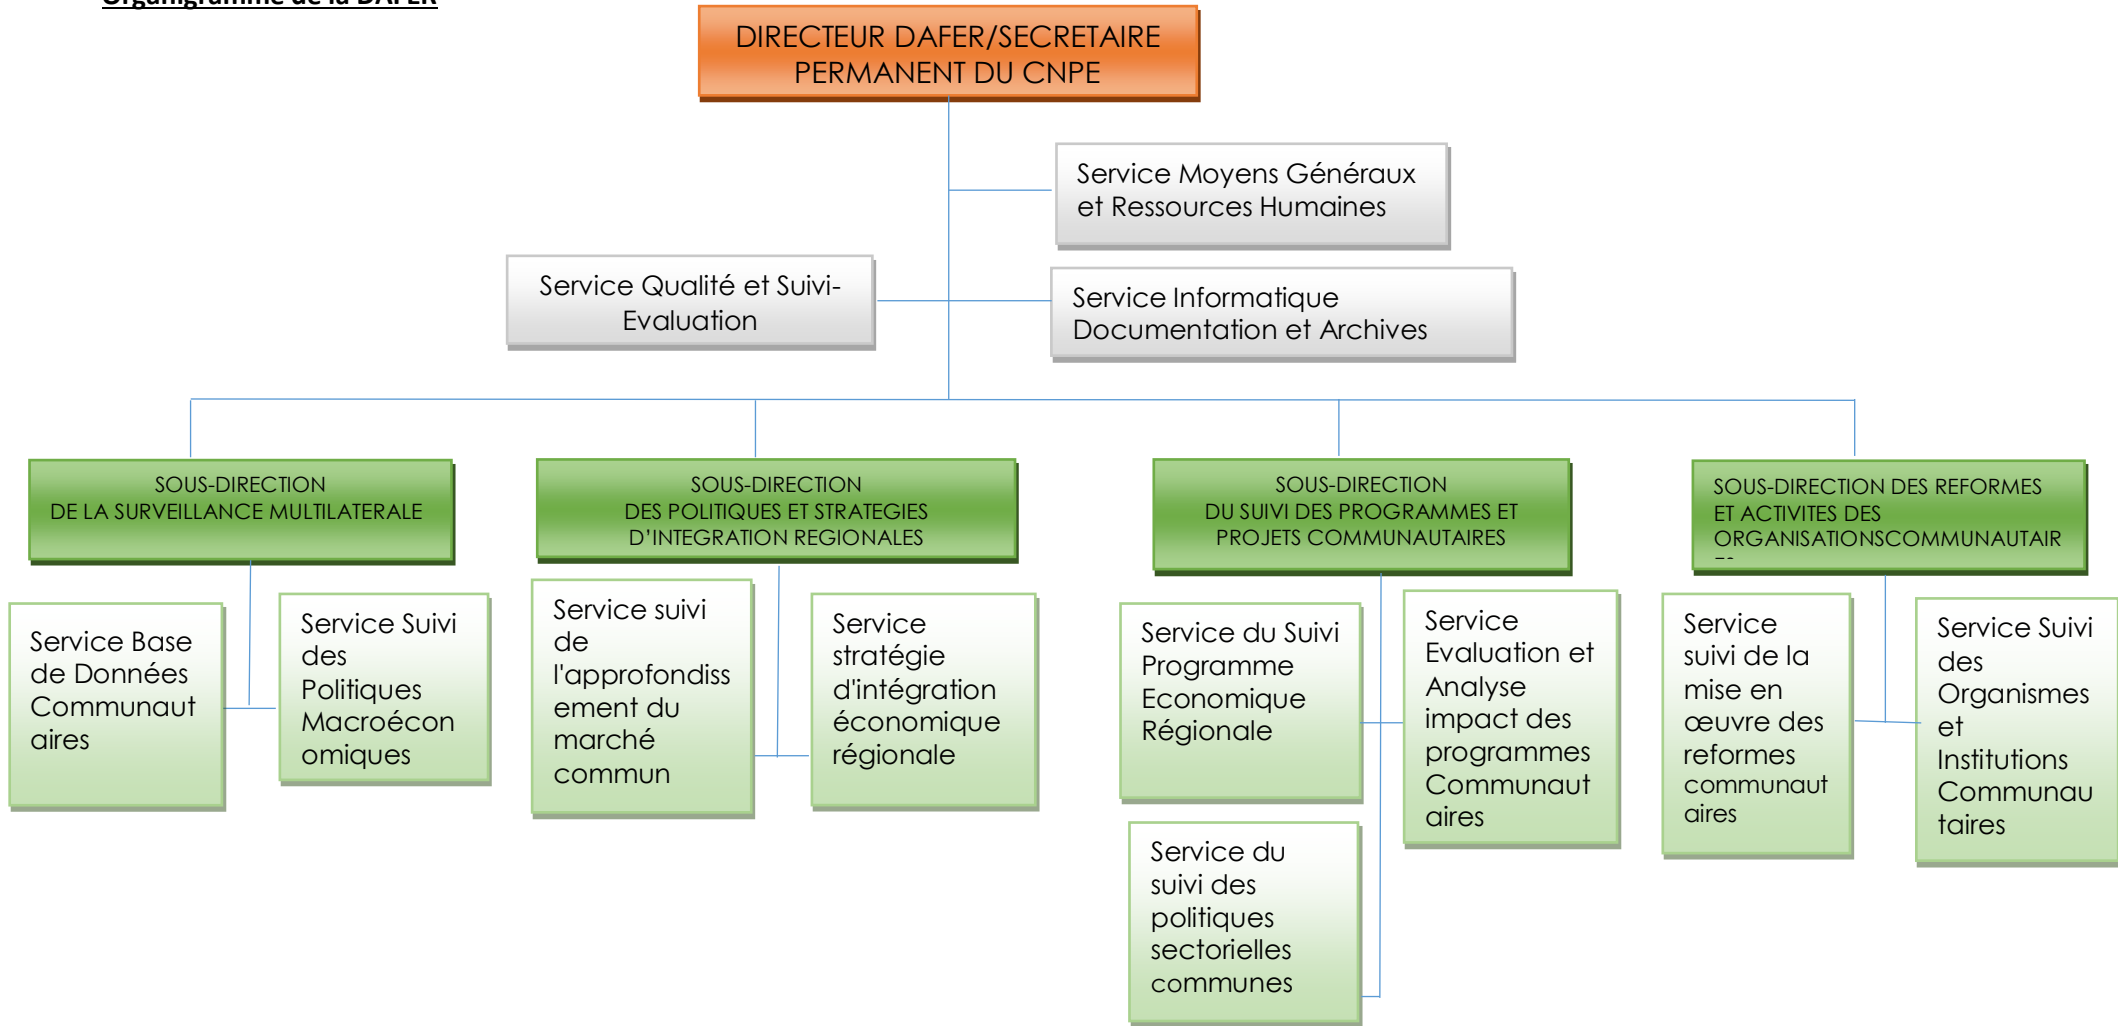 Organigramme de la DAFER
DIRECTEUR DAFER/SECRETAIRE
PERMANENT DU CNPE
Service Moyens Généraux
et Ressources Humaines
Service Qualité et Suivi-
Evaluation
Service Informatique
Documentation et Archives
SOUS-DIRECTION
DE LA SURVEILLANCE MULTILATERALE
SOUS-DIRECTION
DES POLITIQUES ET STRATEGIES
D’INTEGRATION REGIONALES
SOUS-DIRECTION
DU SUIVI DES PROGRAMMES ET
PROJETS COMMUNAUTAIRES
SOUS-DIRECTION DES REFORMES
ET ACTIVITES DES
ORGANISATIONSCOMMUNAUTAIR
Service Base
de Données
Communaut
aires
Service Suivi
des
Politiques
Macroécon
omiques
Service suivi
de
l'approfondiss
ement du
marché
commun
Service
stratégie
d'intégration
économique
régionale
Service du Suivi
Programme
Economique
Régionale
Service
Evaluation et
Analyse
impact des
programmes
Communaut
aires
Service du
suivi des
politiques
sectorielles
communes
Service
suivi de la
mise en
œuvre des
reformes
communaut
aires
Service Suivi
des
Organismes
et
Institutions
Communau
taires